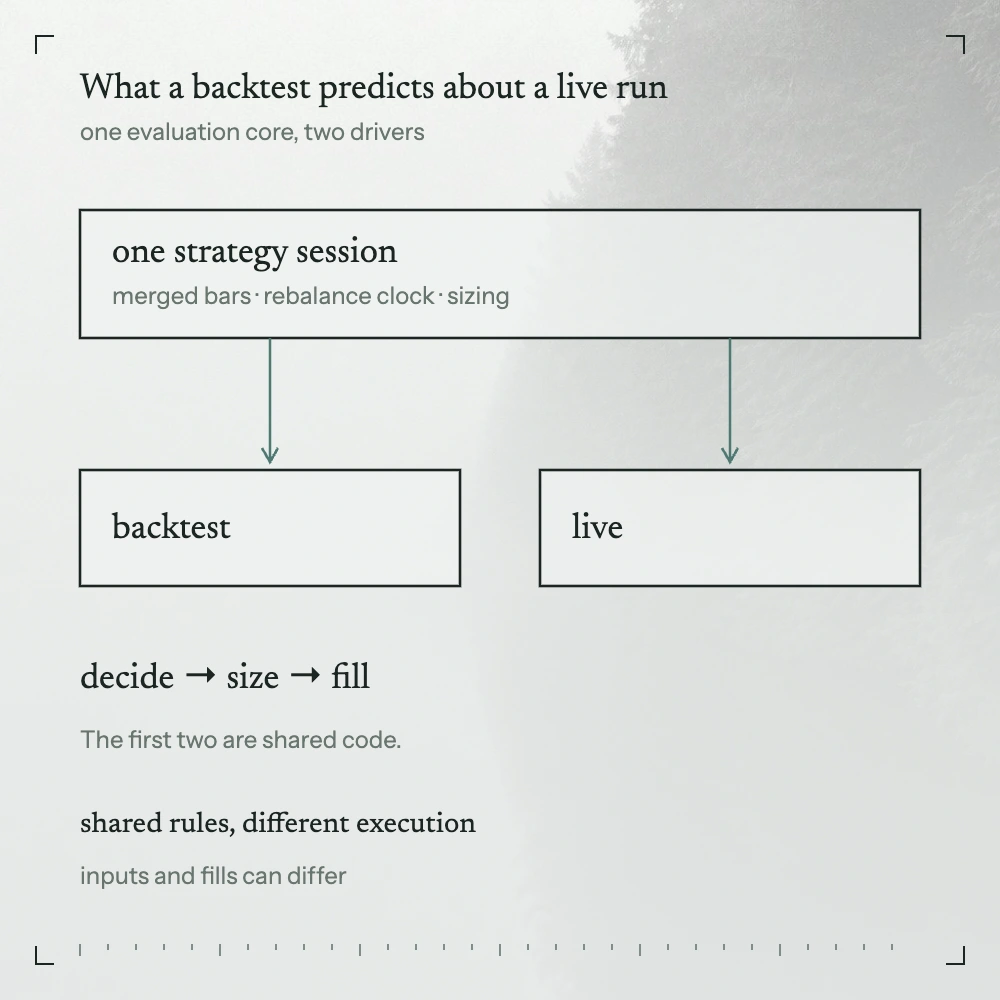 What a backtest predicts about a live run
one evaluation core, two drivers
one strategy session
merged bars · rebalance clock · sizing
backtest
live
decide → size → fill
The first two are shared code.
shared rules, different execution
inputs and fills can differ